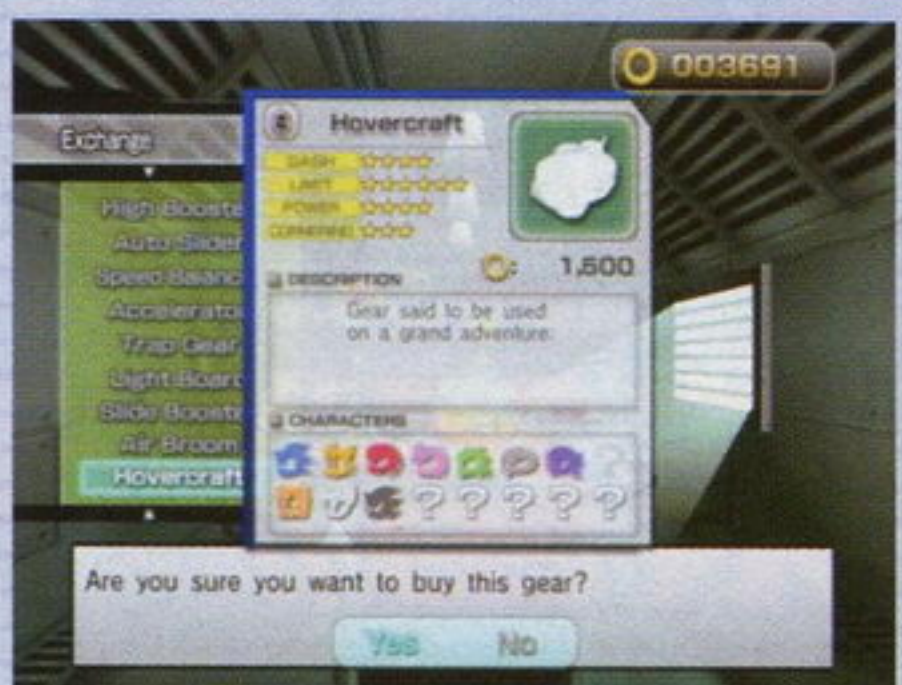 003691
Exchange
High Booste
Auto Slider
Speed Balanc
Accelerato
Trap Gear
Light Board
Slide Booste
Air Broom
Hovercraft
Hovercraft
DASH
LIMIT
POWER
CORNERING
1,500
DESCRIPTION
Gear said to be used
on a grand adventure.
CHARACTERS
? ? ? ? ?
Are you sure you want to buy this gear?
Yes No